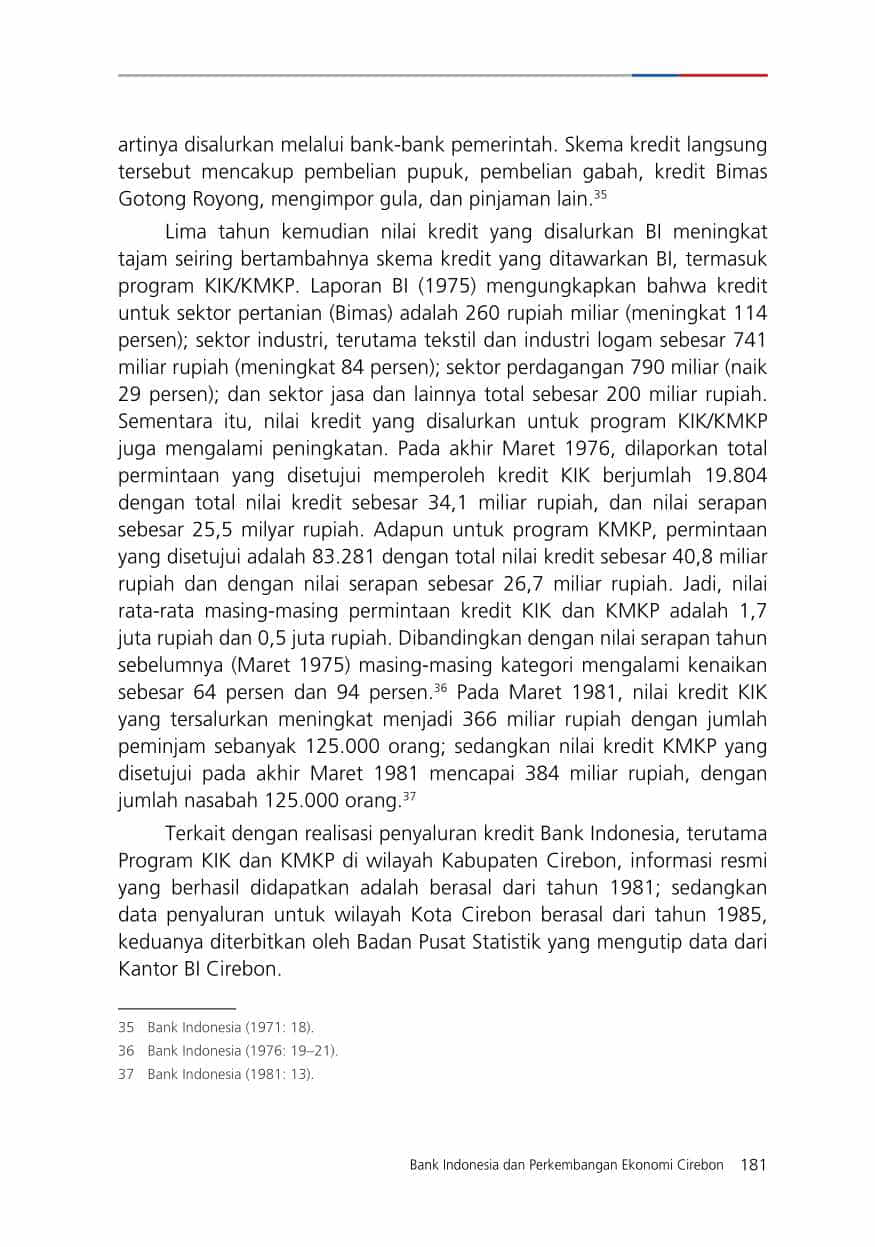 artinya disalurkan melalui bank-bank pemerintah. Skema kredit langsung
tersebut mencakup pembelian pupuk, pembelian gabah, kredit Bimas
Gotong Royong, mengimpor gula, dan pinjaman lain.35
Lima tahun kemudian nilai kredit yang disalurkan BI meningkat
tajam seiring bertambahnya skema kredit yang ditawarkan BI, termasuk
program KIK/KMKP. Laporan BI (1975) mengungkapkan bahwa kredit
untuk sektor pertanian (Bimas) adalah 260 rupiah miliar (meningkat 114
persen); sektor industri, terutama tekstil dan industri logam sebesar 741
miliar rupiah (meningkat 84 persen); sektor perdagangan 790 miliar (naik
29 persen); dan sektor jasa dan lainnya total sebesar 200 miliar rupiah.
Sementara itu, nilai kredit yang disalurkan untuk program KIK/KMKP
juga mengalami peningkatan. Pada akhir Maret 1976, dilaporkan total
permintaan yang disetujui memperoleh kredit KIK berjumlah 19.804
dengan total nilai kredit sebesar 34,1 miliar rupiah, dan nilai serapan
sebesar 25,5 milyar rupiah. Adapun untuk program KMKP, permintaan
yang disetujui adalah 83.281 dengan total nilai kredit sebesar 40,8 miliar
rupiah dan dengan nilai serapan sebesar 26,7 miliar rupiah. Jadi, nilai
rata-rata masing-masing permintaan kredit KIK dan KMKP adalah 1,7
juta rupiah dan 0,5 juta rupiah. Dibandingkan dengan nilai serapan tahun
sebelumnya (Maret 1975) masing-masing kategori mengalami kenaikan
sebesar 64 persen dan 94 persen.36 Pada Maret 1981, nilai kredit KIK
yang tersalurkan meningkat menjadi 366 miliar rupiah dengan jumlah
peminjam sebanyak 125.000 orang; sedangkan nilai kredit KMKP yang
disetujui pada akhir Maret 1981 mencapai 384 miliar rupiah, dengan
jumlah nasabah 125.000 orang.37
Terkait dengan realisasi penyaluran kredit Bank Indonesia, terutama
Program KIK dan KMKP di wilayah Kabupaten Cirebon, informasi resmi
yang berhasil didapatkan adalah berasal dari tahun 1981; sedangkan
data penyaluran untuk wilayah Kota Cirebon berasal dari tahun 1985,
keduanya diterbitkan oleh Badan Pusat Statistik yang mengutip data dari
Kantor BI Cirebon.
35 Bank Indonesia (1971: 18).
36 Bank Indonesia (1976: 19–21).
37 Bank Indonesia (1981: 13).
Bank Indonesia dan Perkembangan Ekonomi Cirebon 181